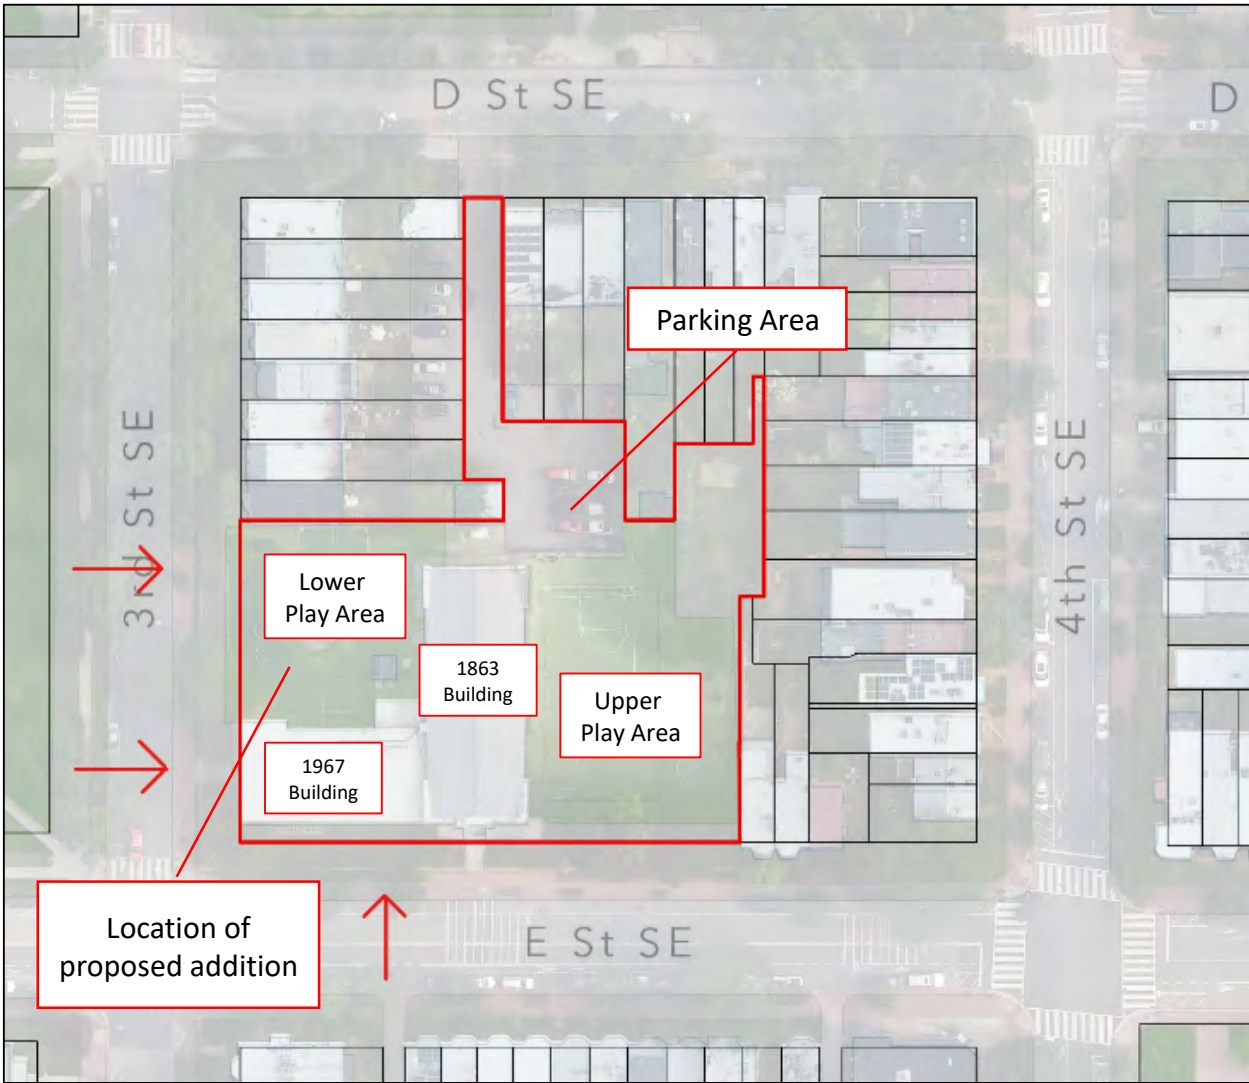 D St SE
D
Parking Area
3rd St SE
4th St SE
Lower
Play Area
1863
Building
Upper
Play Area
1967
Building
Location of
proposed addition
E St SE